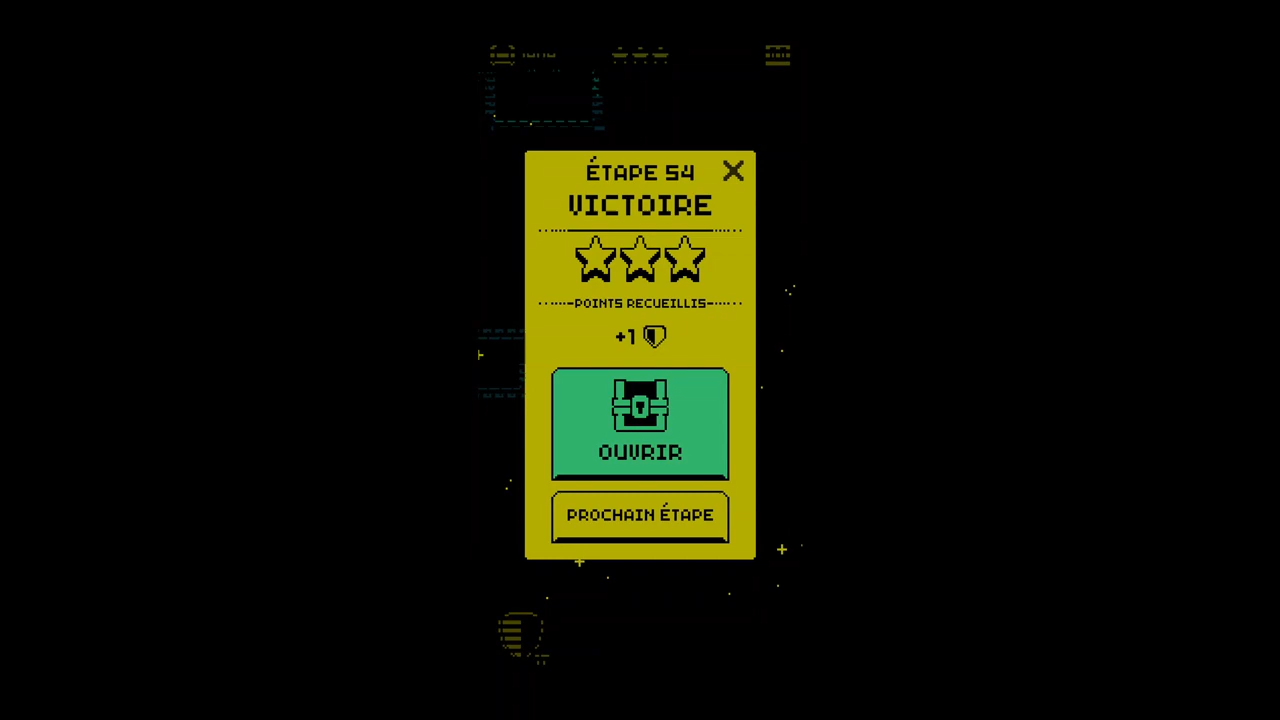 ÉTAPE 54
VICTOIRE
POINTS RECUEILLIS
+1
OUVRIR
PROCHAIN ÉTAPE